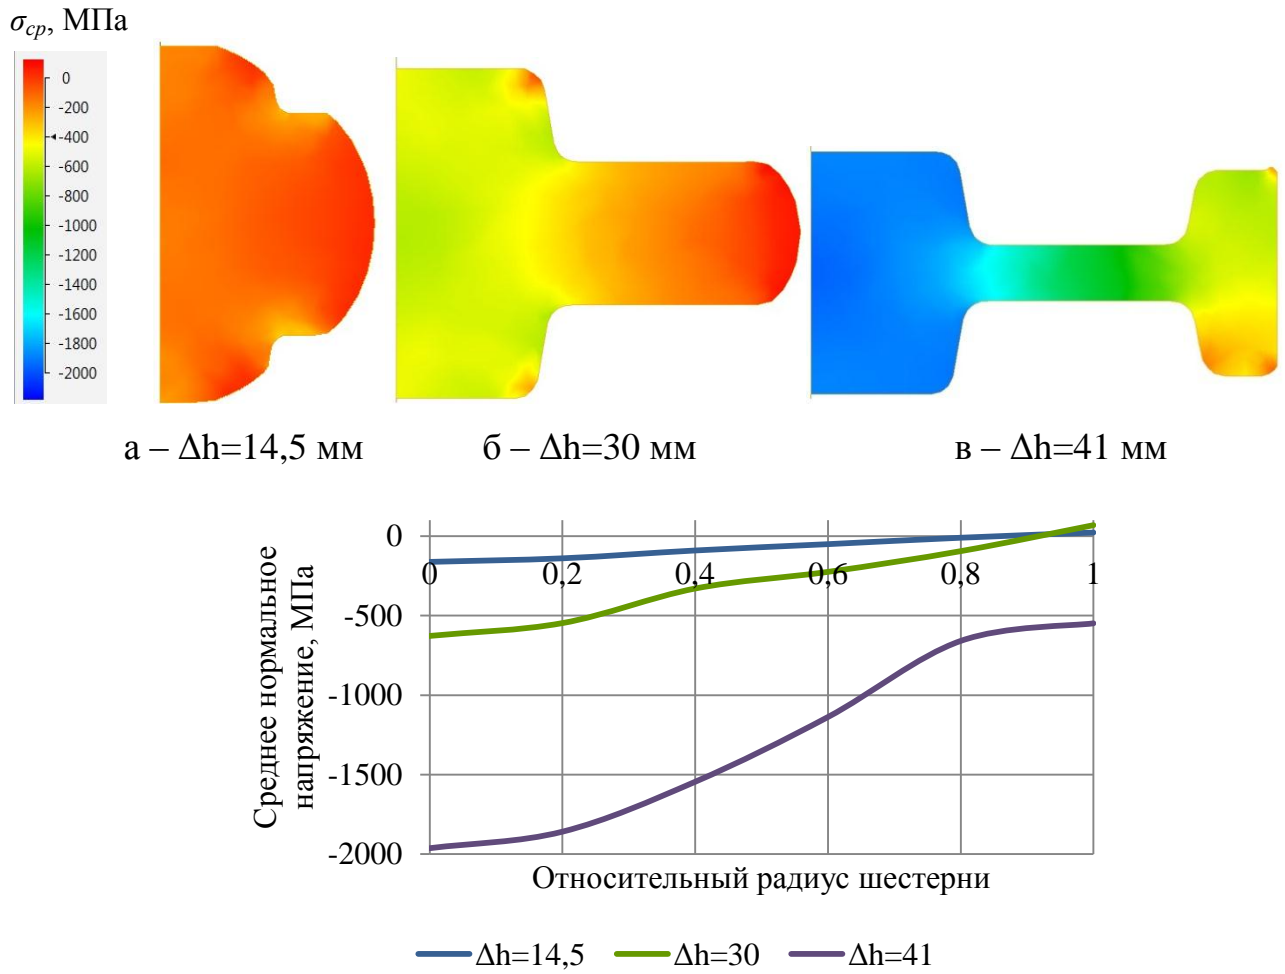 σср, МПа
0
-200
-400
-600
-800
-1000
-1200
-1400
-1600
-1800
-2000
а – Δh=14,5 мм
б – Δh=30 мм
в – Δh=41 мм
Среднее нормальное
напряжение, МПа
0
-500
-1000
-1500
-2000
0 0,2 0,4 0,6 0,8 1
Относительный радиус шестерни
Δh=14,5 Δh=30 Δh=41